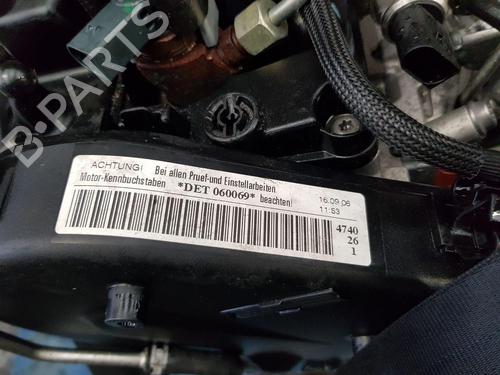 B-PARTS
ACHTUNG! Bei allen Pruef-und Einstellarbeiten
Motor-Kennbuchstaben *DET 060069* beachten!
16.09.06
11:53
4740
26
1